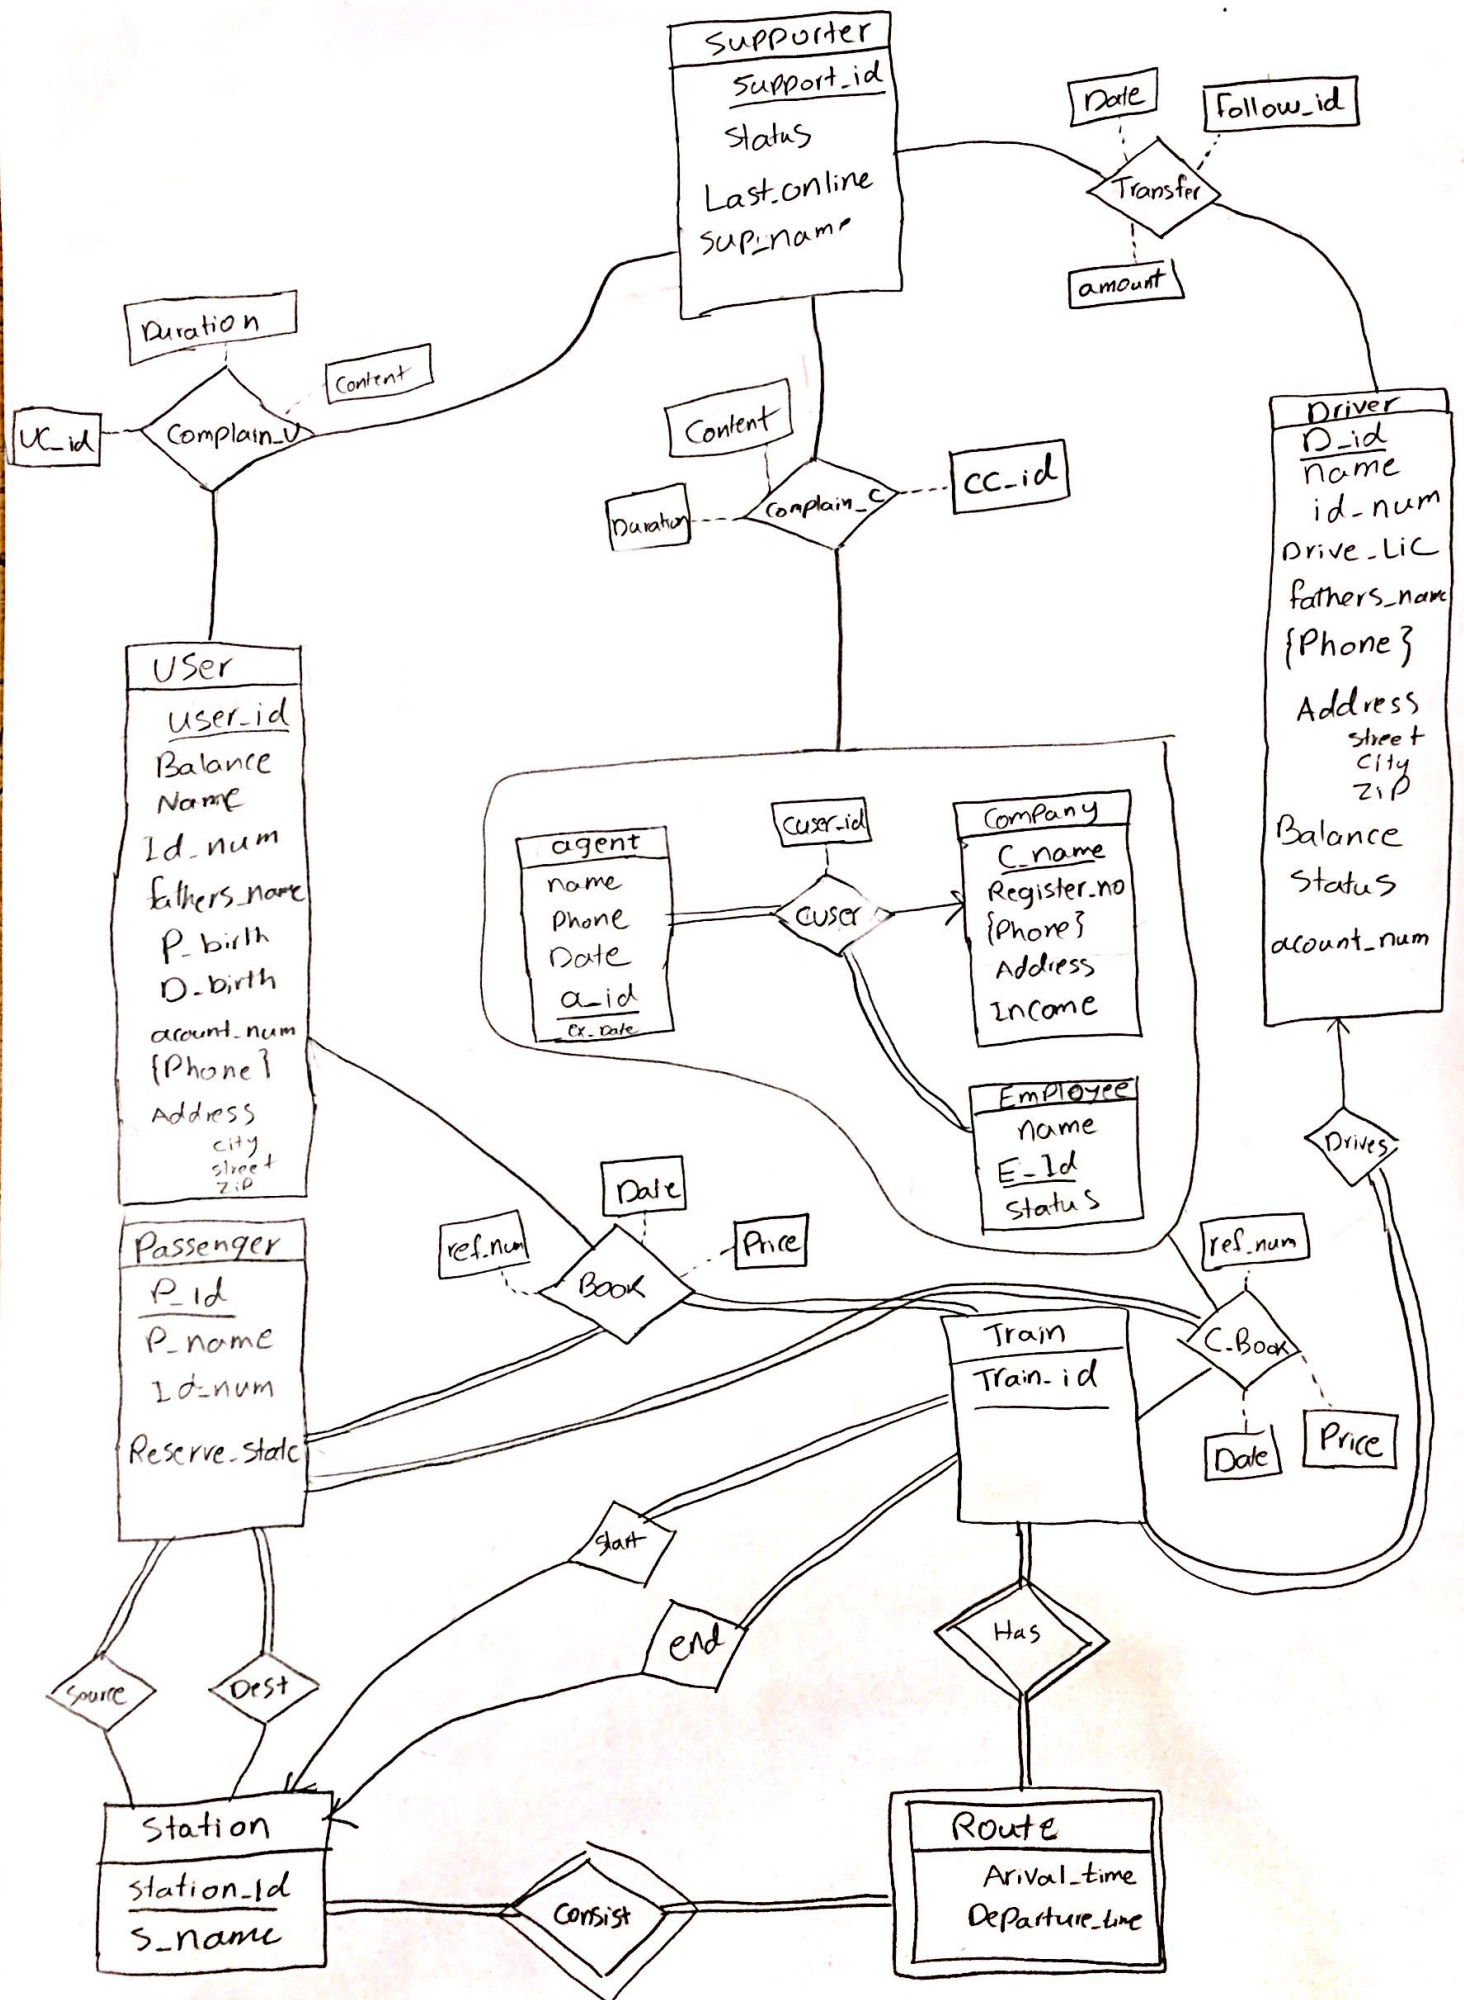 Supporter
Support_id
Status
Last_online
Sup_name
Date
Follow_id
Transfer
amount
Duration
Content
UC_id
Complain_U
Content
Duration
Complain_C
CC_id
Driver
D_id
name
id_num
Drive_Lic
fathers_name
{Phone}
Address
Street
City
ZIP
Balance
Status
acount_num
User
user_id
Balance
Name
Id_num
fathers_name
P_birth
D_birth
acount_num
{Phone}
Address
City
street
ZIP
agent
name
Phone
Date
a_id
ex_Date
Cuser_id
Cuser
Company
C_name
Register_no
{Phone}
Address
Income
Employee
name
E_Id
Status
Drives
Passenger
P_Id
P_name
Id_num
Reserve_State
ref_num
Date
Price
Book
Train
Train_id
ref_num
C_Book
Date
Price
Start
end
Has
Source
Dest
Station
Station_Id
S_name
Consist
Route
Arival_time
Departure_time